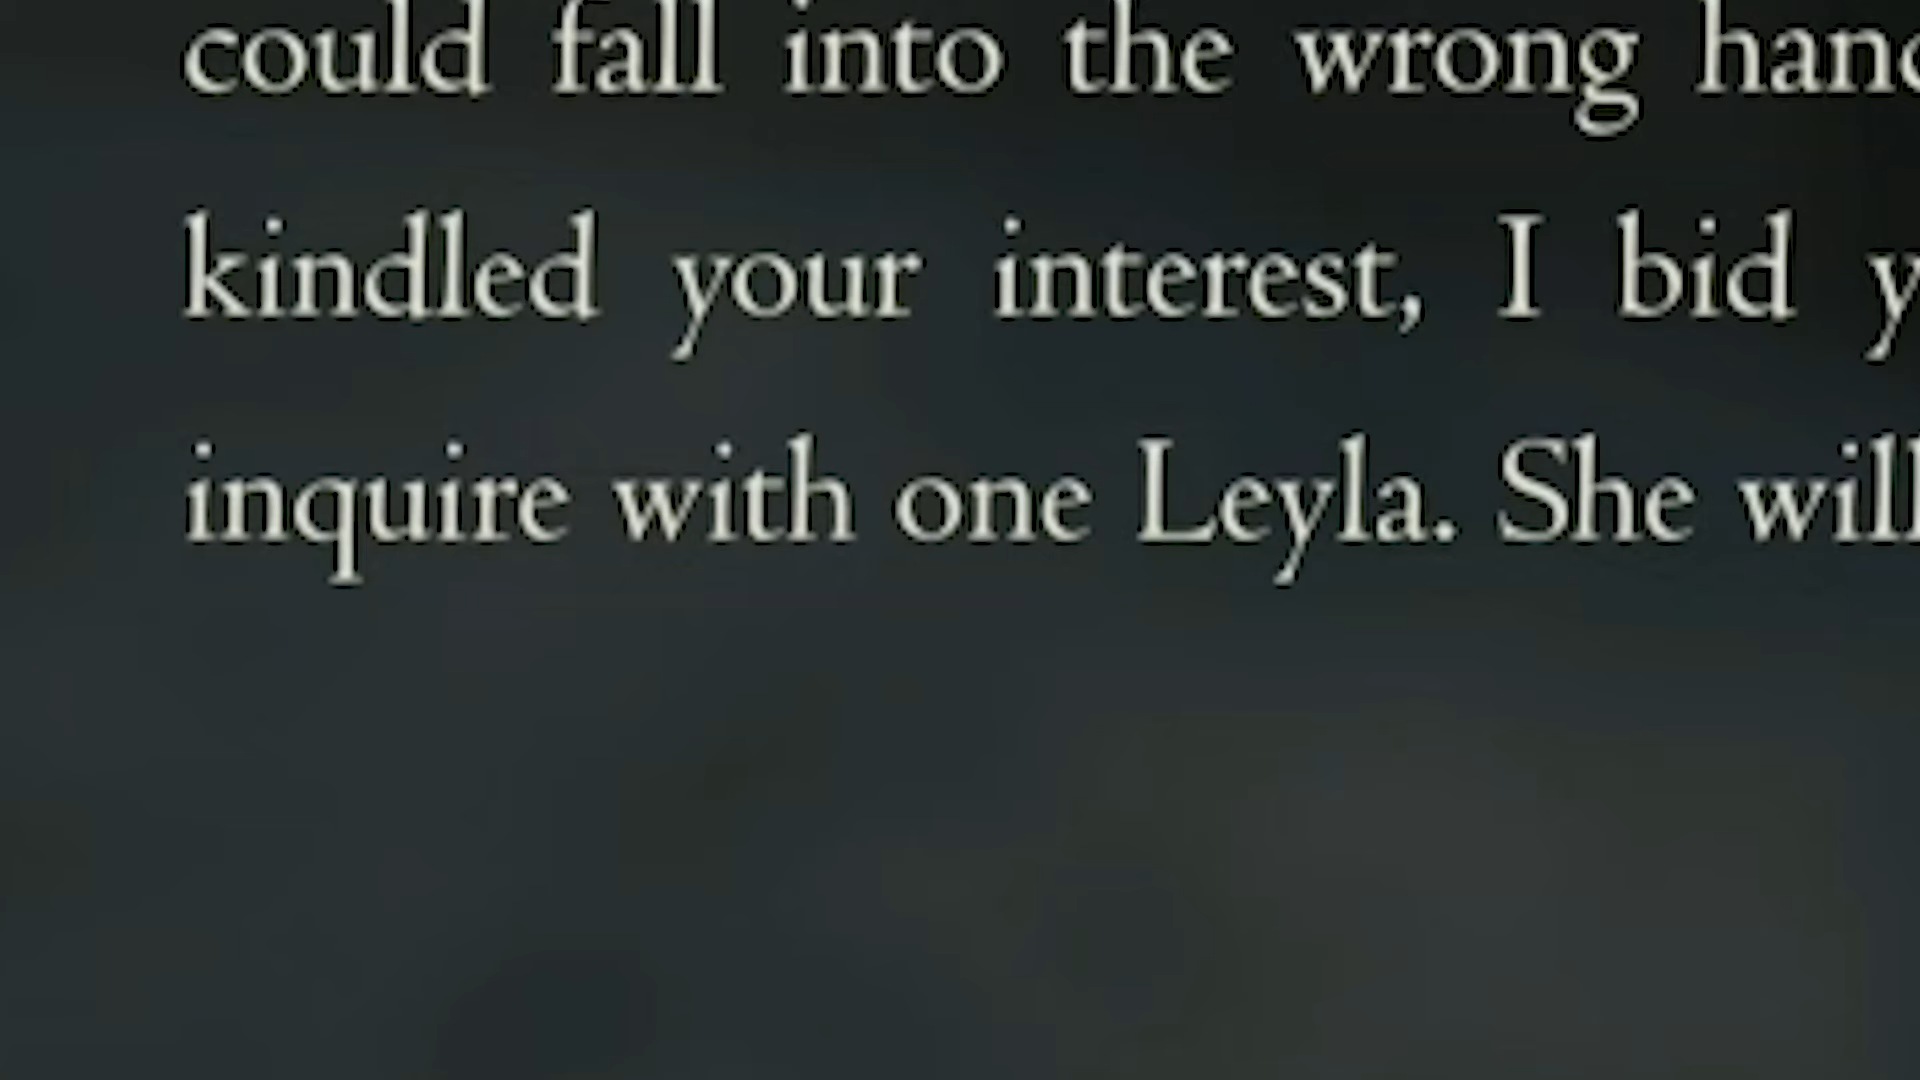 could fall into the wrong
kindled your interest, I bid
inquire with one Leyla. She will